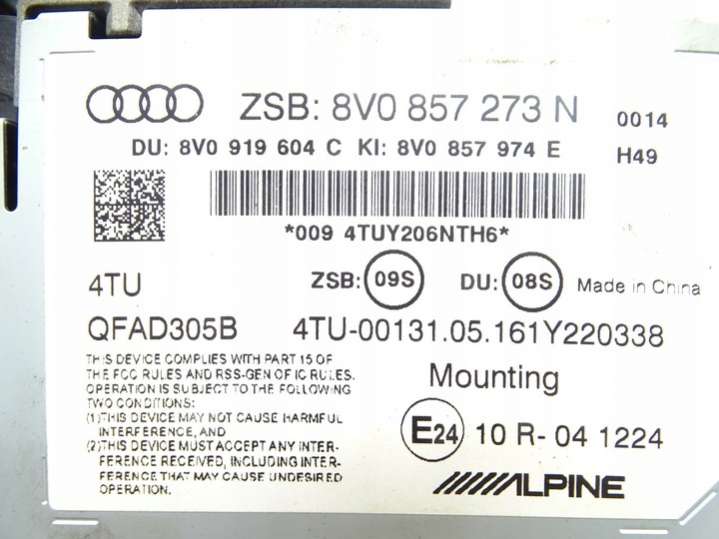 ZSB: 8V0 857 273 N 0014
DU: 8V0 919 604 C KI: 8V0 857 974 E H49
*009 4TUY206NTH6*
4TU ZSB: 09S DU: 08S Made in China
QFAD305B 4TU-00131.05.161Y220338
THIS DEVICE COMPLIES WITH PART 15 OF
THE FCC RULES AND RSS-GEN OF IC RULES.
OPERATION IS SUBJECT TO THE FOLLOWING
TWO CONDITIONS:
(1)THIS DEVICE MAY NOT CAUSE HARMFUL
INTERFERENCE, AND
(2)THIS DEVICE MUST ACCEPT ANY INTER-
FERENCE RECEIVED, INCLUDING INTER-
FERENCE THAT MAY CAUSE UNDESIRED
OPERATION.
Mounting
E24 10 R- 04 1224
ALPINE